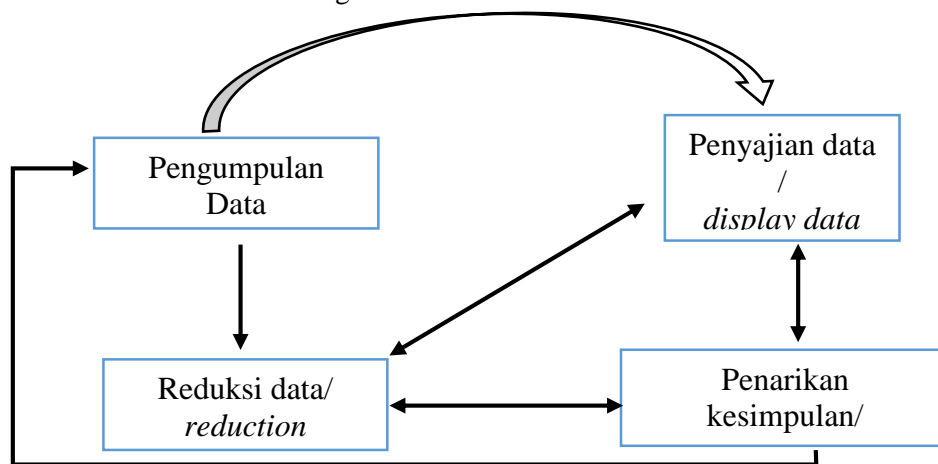 Pengumpulan
Data
Penyajian data
/
display data
Reduksi data/
reduction
Penarikan
kesimpulan/